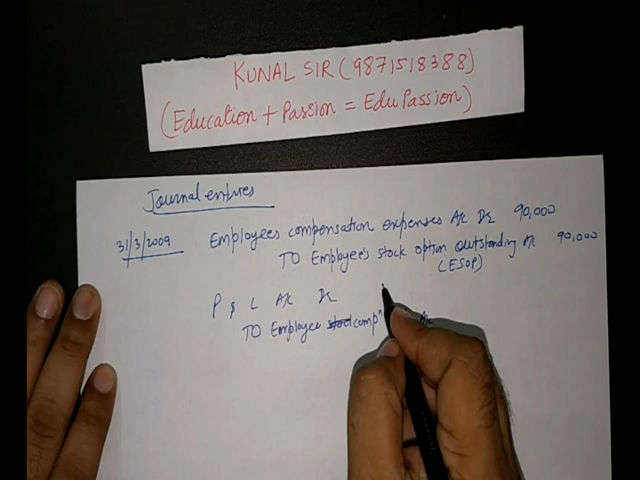 KUNAL SIR (9871518388)
(Education + Passion = EduPassion)
Journal entries
31/3/2009 Employees compensation expenses A/c Dr 90,000
TO Employee's stock option outstanding A/c 90,000
(ESOP)
P & L A/c Dr
TO Employee compn A/c